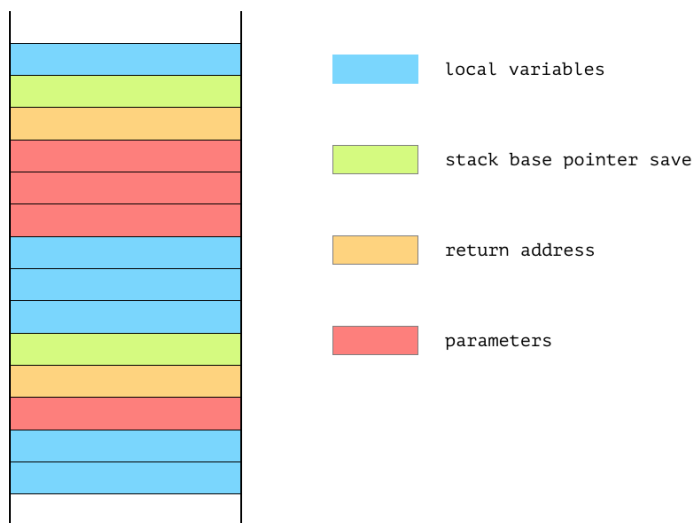 local variables
stack base pointer save
return address
parameters